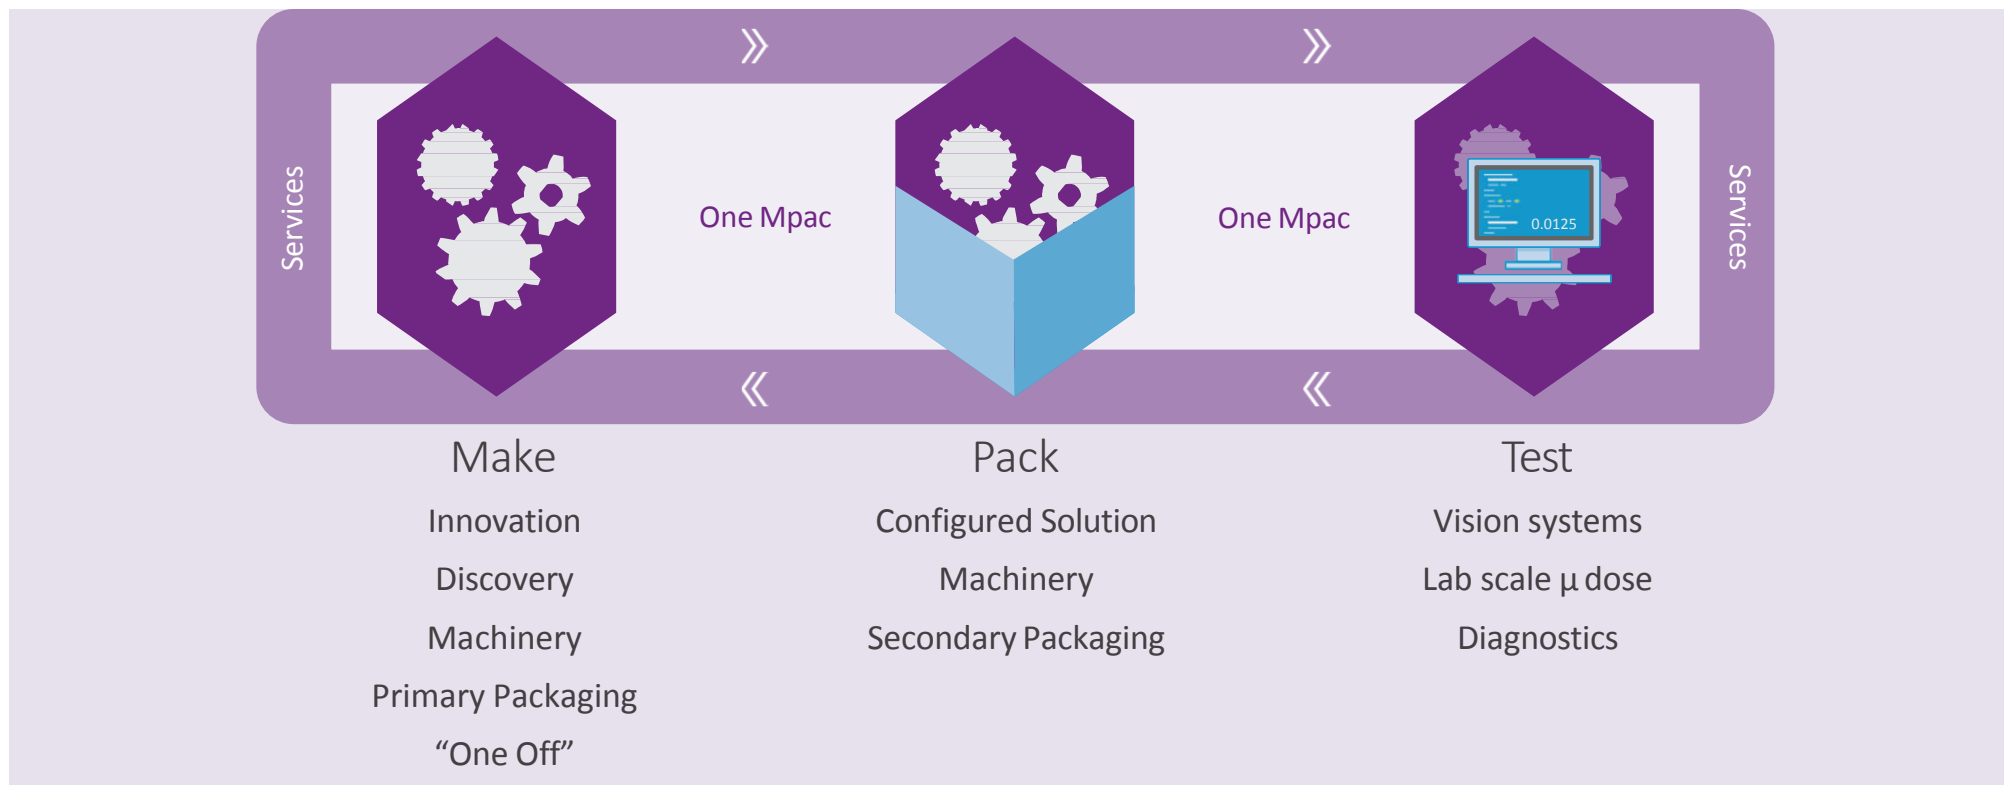 Services
One Mpac
One Mpac
0.0125
Services
Make
Innovation
Discovery
Machinery
Primary Packaging
“One Off”
Pack
Configured Solution
Machinery
Secondary Packaging
Test
Vision systems
Lab scale µ dose
Diagnostics